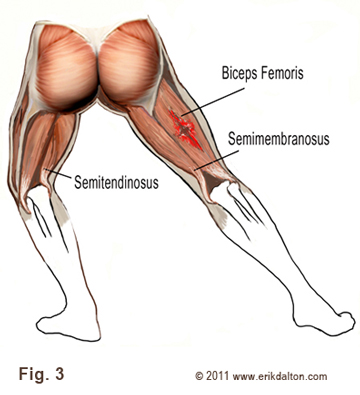 Biceps Femoris
Semimembranosus
Semitendinosus
Fig. 3
© 2011 www.erikdalton.com